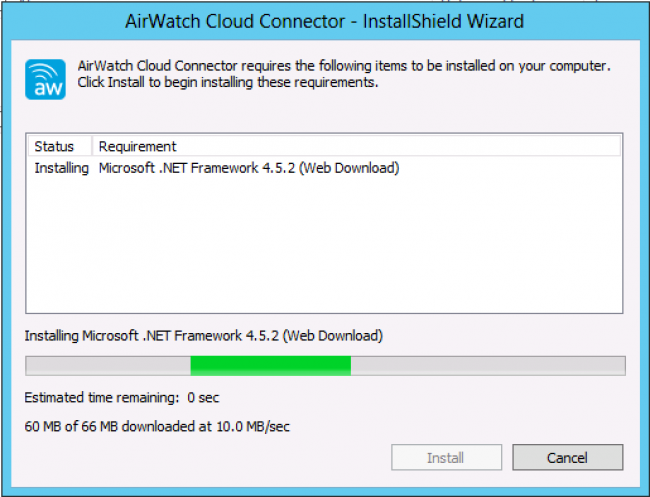 AirWatch Cloud Connector - InstallShield Wizard
aw
AirWatch Cloud Connector requires the following items to be installed on your computer.
Click Install to begin installing these requirements.
Status Requirement
Installing Microsoft .NET Framework 4.5.2 (Web Download)
Installing Microsoft .NET Framework 4.5.2 (Web Download)
Estimated time remaining: 0 sec
60 MB of 66 MB downloaded at 10.0 MB/sec
Install Cancel